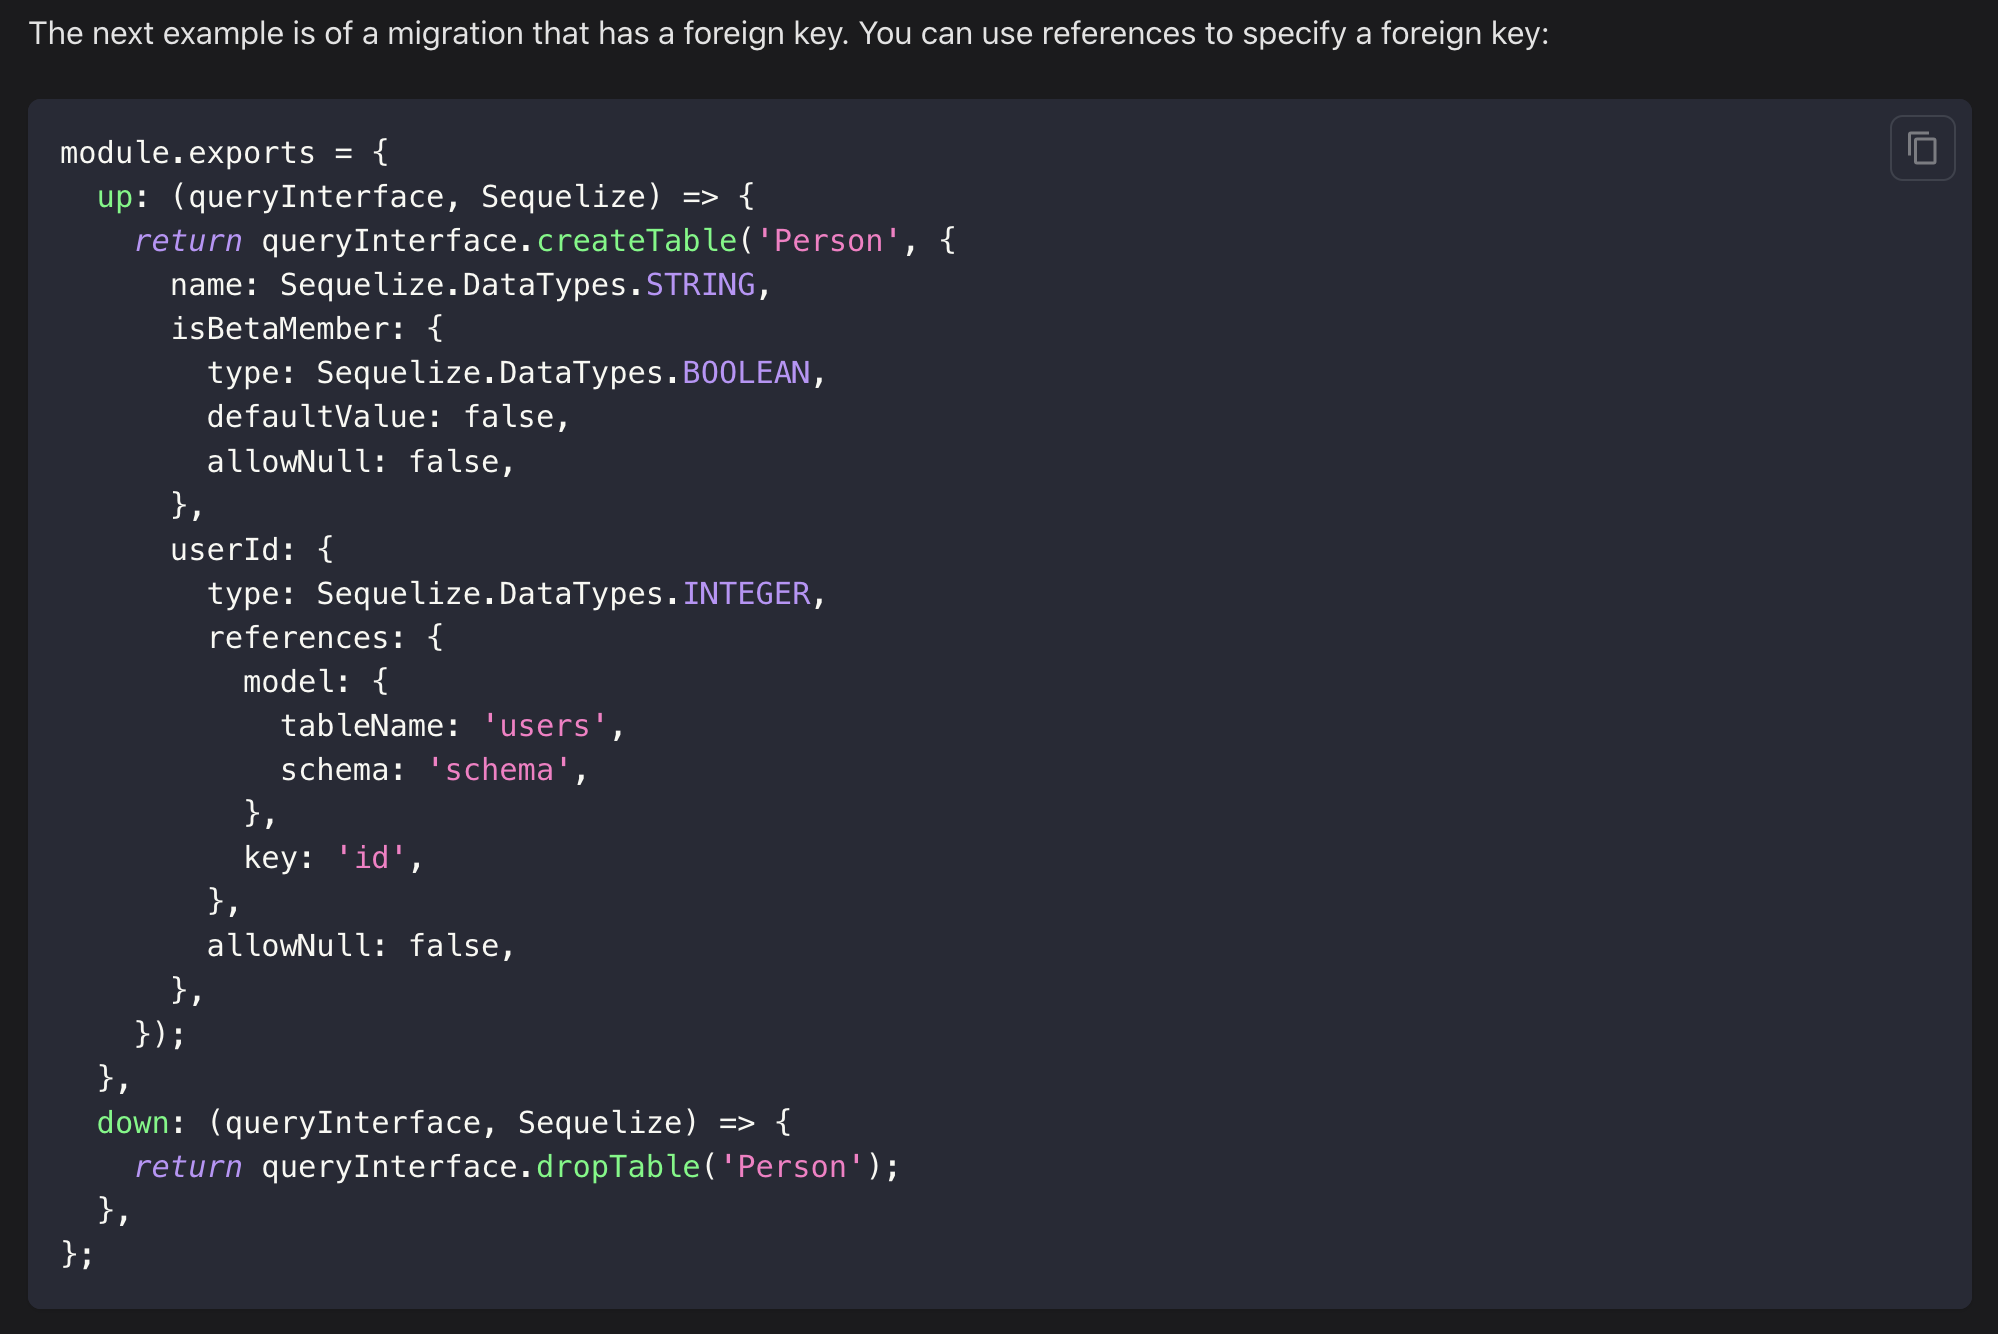 The next example is of a migration that has a foreign key. You can use references to specify a foreign key:
module.exports = {
  up: (queryInterface, Sequelize) => {
    return queryInterface.createTable('Person', {
      name: Sequelize.DataTypes.STRING,
      isBetaMember: {
        type: Sequelize.DataTypes.BOOLEAN,
        defaultValue: false,
        allowNull: false,
      },
      userId: {
        type: Sequelize.DataTypes.INTEGER,
        references: {
          model: {
            tableName: 'users',
            schema: 'schema',
          },
          key: 'id',
        },
        allowNull: false,
      },
    });
  },
  down: (queryInterface, Sequelize) => {
    return queryInterface.dropTable('Person');
  },
};